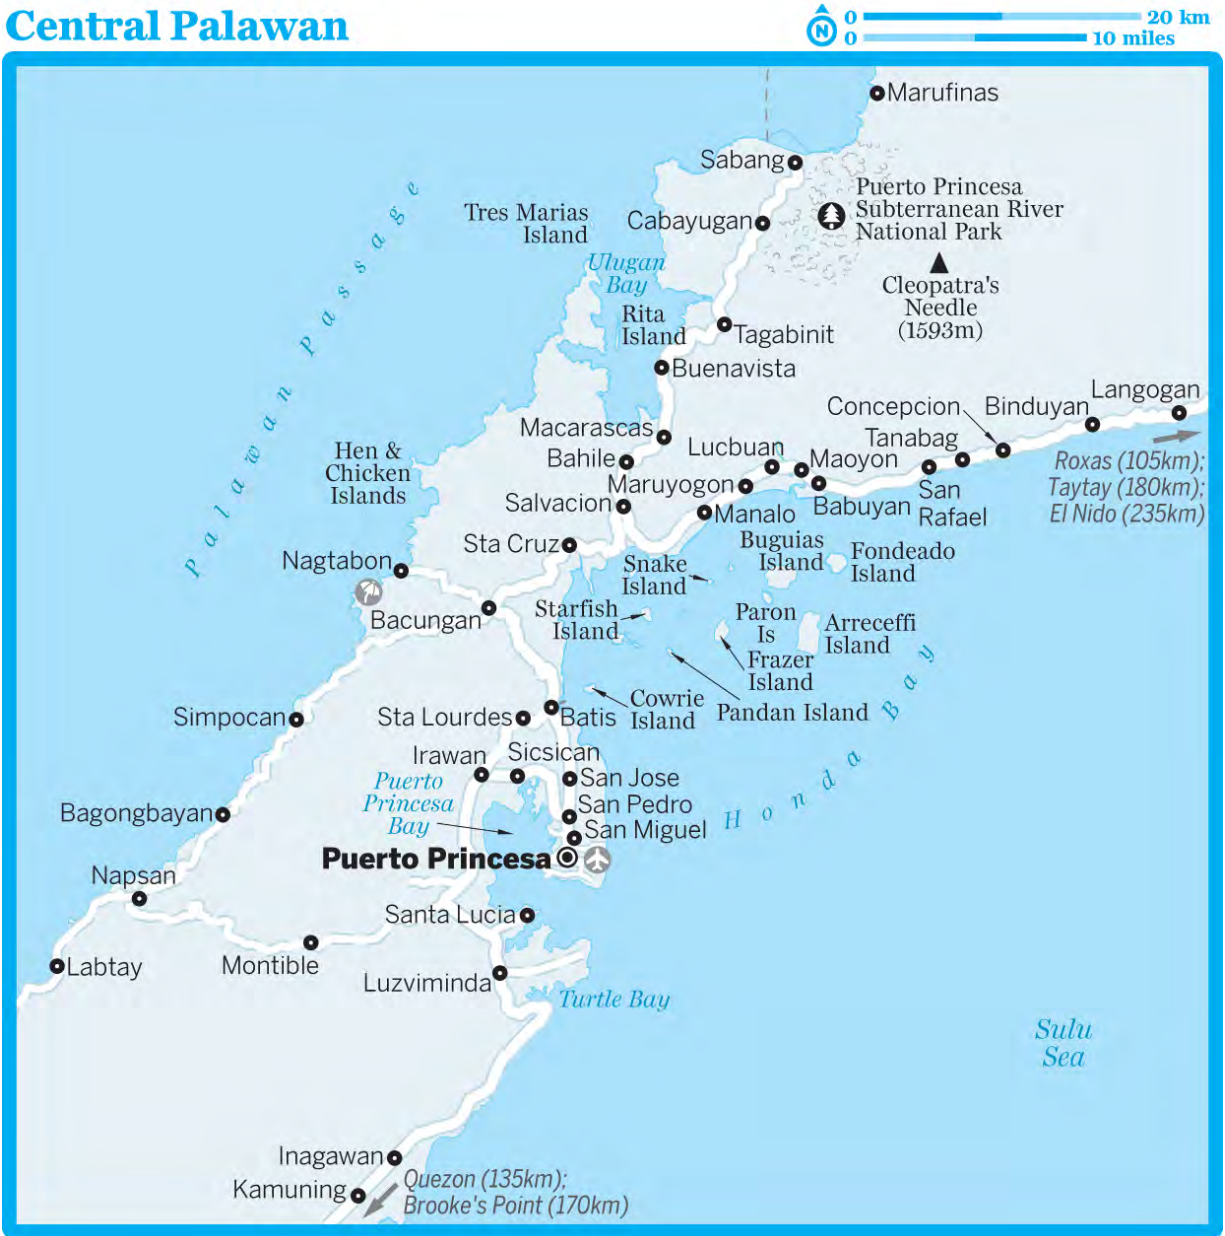 Central Palawan
0 20 km
0 10 miles
N
Marufinas
Sabang
Puerto Princesa
Subterranean River
National Park
Tres Marias
Island
Cabayugan
Ulugan
Bay
Cleopatra's
Needle
(1593m)
Rita
Island
Tagabinit
Palawan Passage
Buenavista
Langogan
Concepcion
Binduyan
Macarascas
Tanabag
Lucbuan
Hen &
Chicken
Islands
Bahile
Maoyon
Roxas (105km);
Taytay (180km);
El Nido (235km)
Maruyogon
San
Rafael
Salvacion
Manalo
Babuyan
Sta Cruz
Buguias
Island
Fondeado
Island
Nagtabon
Snake
Island
Starfish
Island
Paron
Is
Arreceffi
Island
Bacungan
Frazer
Island
Cowrie
Island
Pandan Island
Simpocan
Sta Lourdes
Batis
Honda Bay
Irawan
Sicsican
Puerto
Princesa
Bay
San Jose
San Pedro
Bagongbayan
San Miguel
Puerto Princesa
Napsan
Santa Lucia
Labtay
Montible
Luzviminda
Turtle Bay
Sulu
Sea
Inagawan
Kamuning
Quezon (135km);
Brooke's Point (170km)